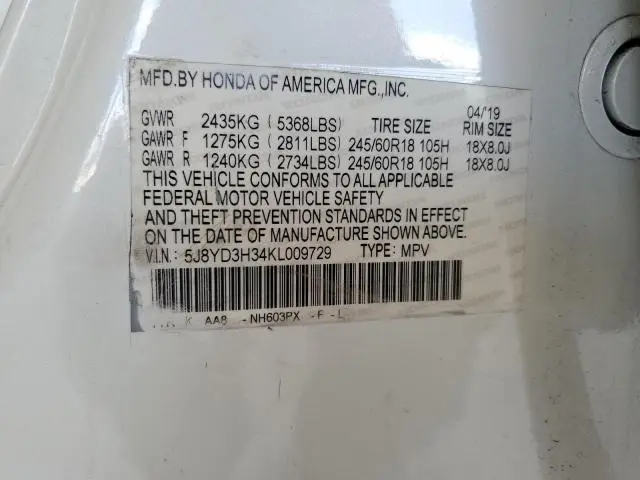 MFD.BY HONDA OF AMERICA MFG.,INC.
04/'19
GVWR 2435KG ( 5368LBS) TIRE SIZE RIM SIZE
GAWR F 1275KG ( 2811LBS) 245/60R18 105H 18X8.0J
GAWR R 1240KG ( 2734LBS) 245/60R18 105H 18X8.0J
THIS VEHICLE CONFORMS TO ALL APPLICABLE
FEDERAL MOTOR VEHICLE SAFETY
AND THEFT PREVENTION STANDARDS IN EFFECT
ON THE DATE OF MANUFACTURE SHOWN ABOVE.
V.I.N.: 5J8YD3H34KL009729 TYPE: MPV
K AA8 -NH603PX -F -L